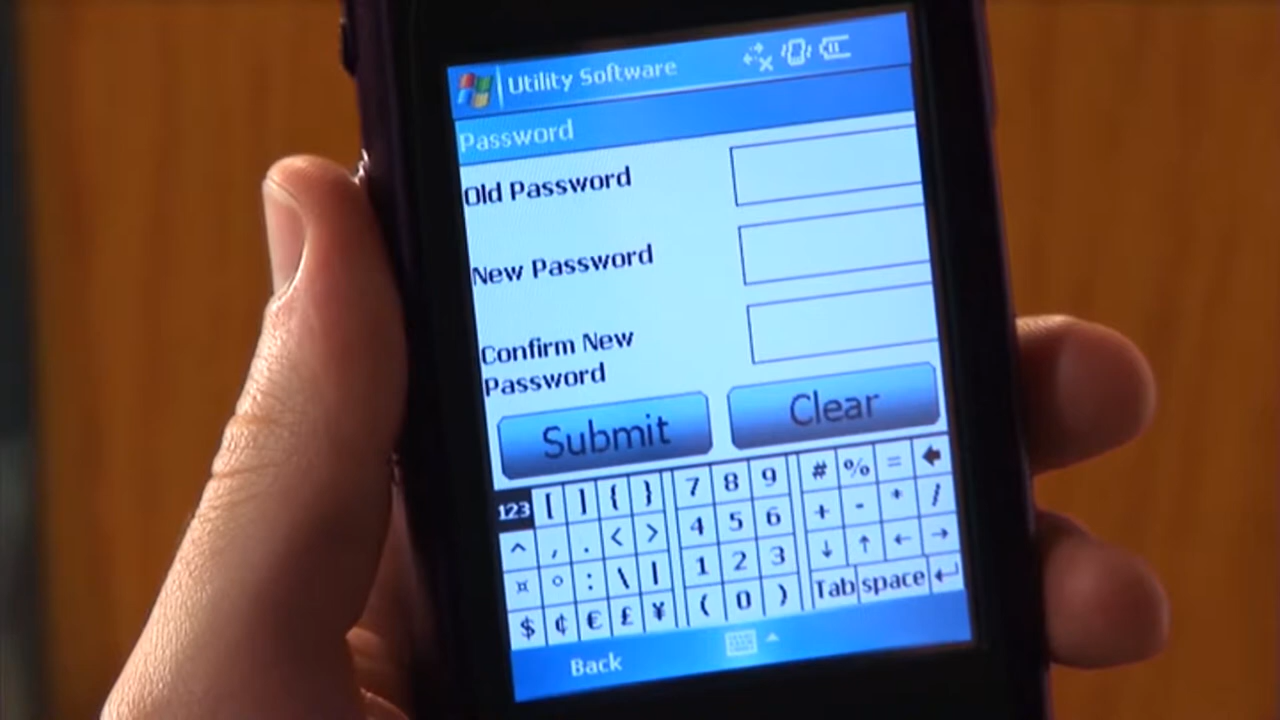 Utility Software
Password
Old Password
New Password
Confirm New
Password
Submit Clear
123 [ ] { } 7 8 9 # % = ←
^ , . < > 4 5 6 + - * /
¤ ° : \ | 1 2 3 ↓ ↑ ← →
$ ¢ € £ ¥ ( 0 ) Tab space ↵
Back